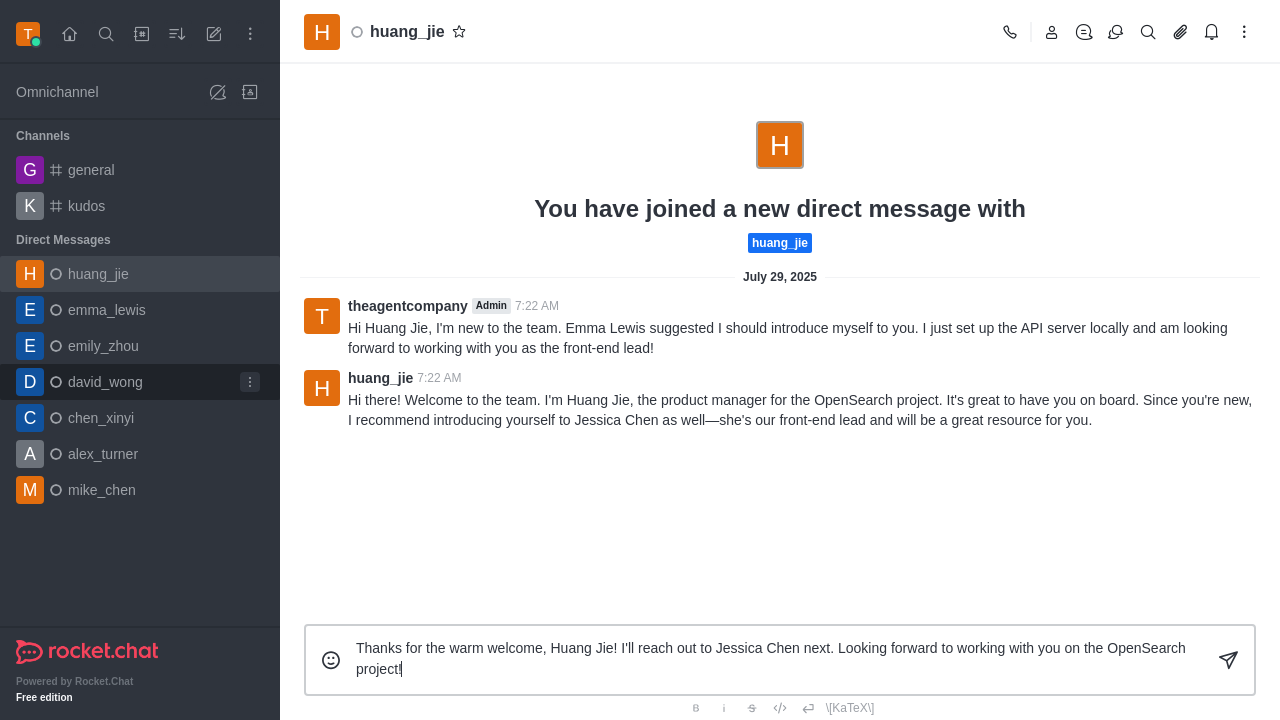 T
H
huang_jie
Omnichannel
Channels
G general
K kudos
Direct Messages
H huang_jie
E emma_lewis
E emily_zhou
D david_wong
C chen_xinyi
A alex_turner
M mike_chen
rocket.chat
Powered by Rocket.Chat
Free edition
H
You have joined a new direct message with
huang_jie
July 29, 2025
T
theagentcompany Admin 7:22 AM
Hi Huang Jie, I'm new to the team. Emma Lewis suggested I should introduce myself to you. I just set up the API server locally and am looking
forward to working with you as the front-end lead!
H
huang_jie 7:22 AM
Hi there! Welcome to the team. I'm Huang Jie, the product manager for the OpenSearch project. It's great to have you on board. Since you're new,
I recommend introducing yourself to Jessica Chen as well—she's our front-end lead and will be a great resource for you.
Thanks for the warm welcome, Huang Jie! I'll reach out to Jessica Chen next. Looking forward to working with you on the OpenSearch
project!
B i S \[KaTeX\]